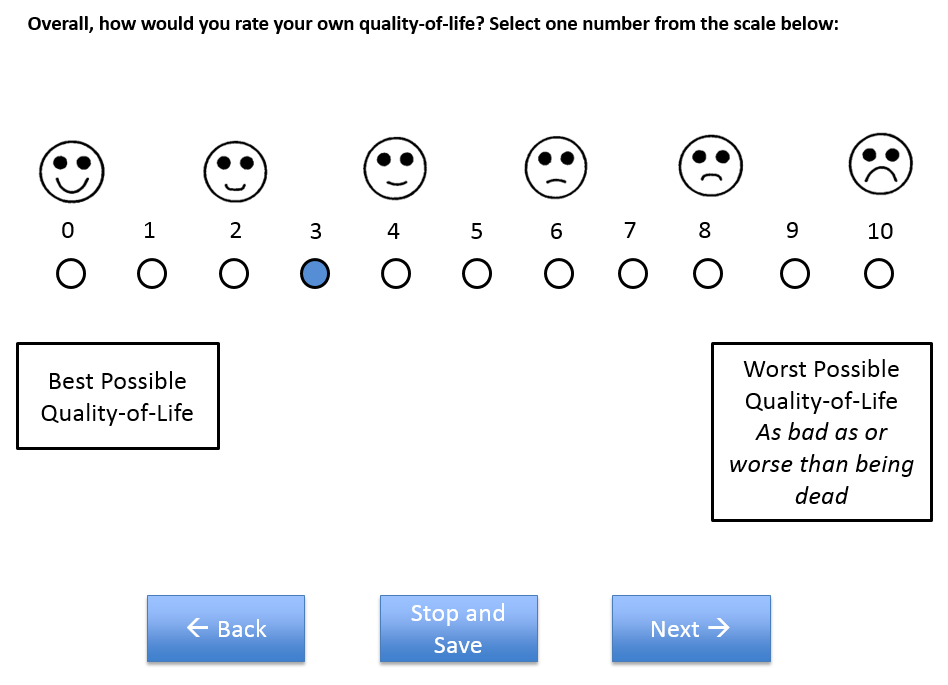 Overall, how would you rate your own quality-of-life? Select one number from the scale below:
0 1 2 3 4 5 6 7 8 9 10
Best Possible
Quality-of-Life
Worst Possible
Quality-of-Life
As bad as or
worse than being
dead
← Back
Stop and
Save
Next →